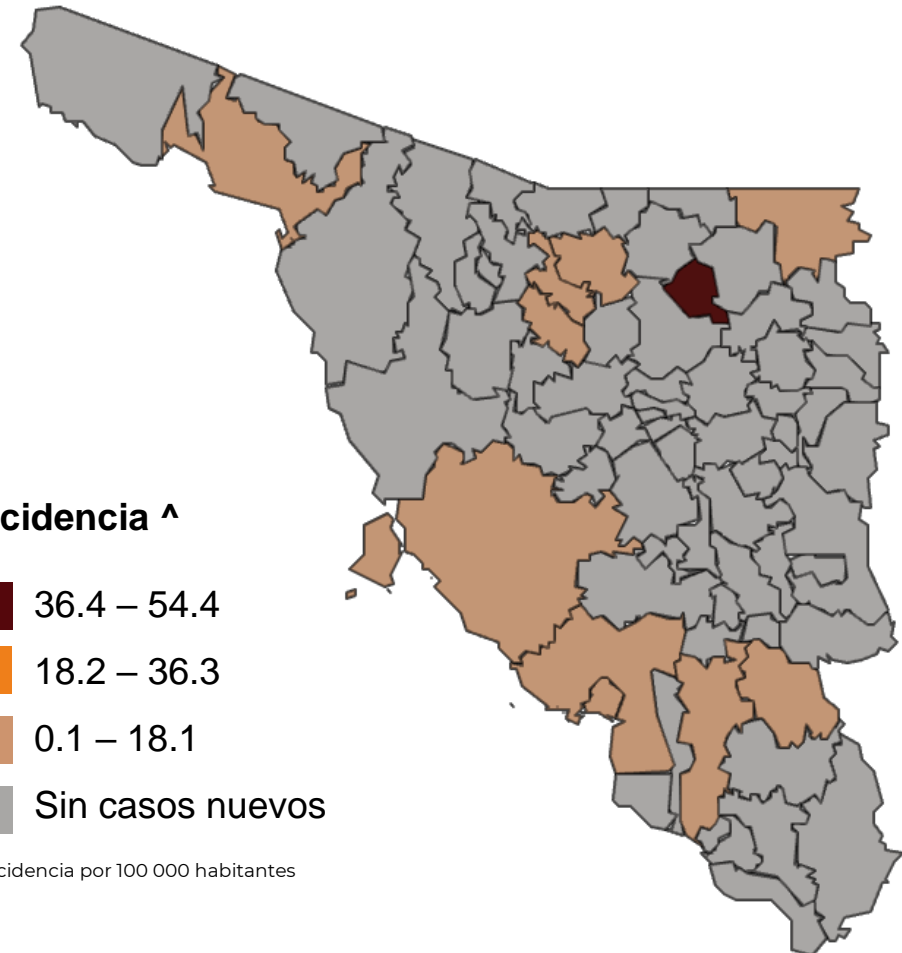 cidencia ^
36.4 – 54.4
18.2 – 36.3
0.1 – 18.1
Sin casos nuevos
cidencia por 100 000 habitantes